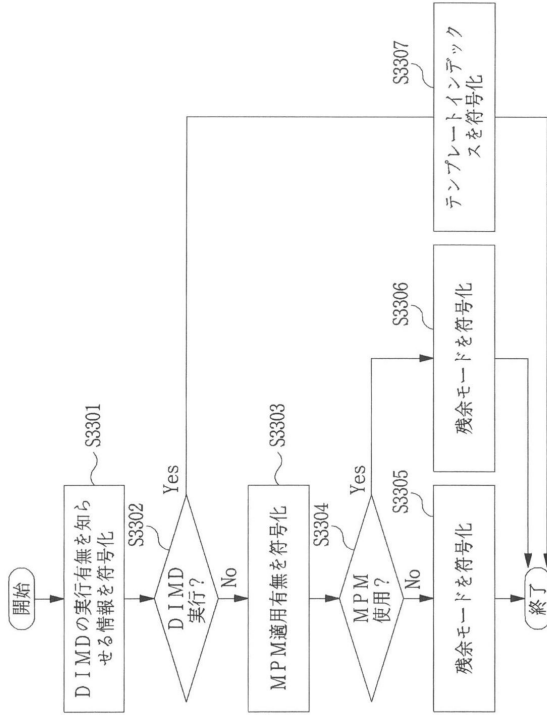 開始
S3301
DIMDの実行有無を知ら
せる情報を符号化
S3302
DIMD
実行?
Yes
No
S3303
MPM適用有無を符号化
S3304
MPM
使用?
Yes
No
S3305
残余モードを符号化
S3306
残余モードを符号化
S3307
テンプレートインデック
スを符号化
終了